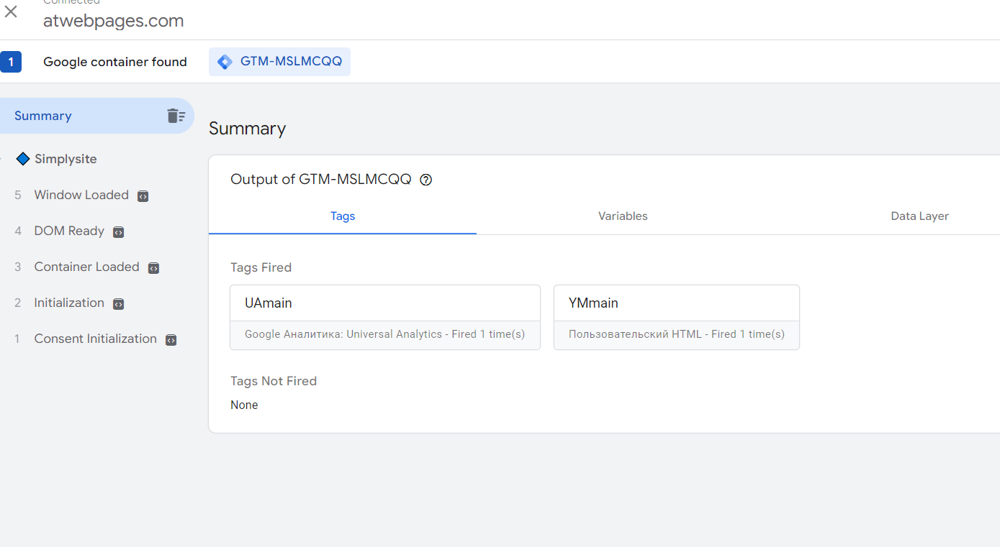 Connected
atwebpages.com
1 Google container found GTM-MSLMCQQ
Summary
Simplysite
5 Window Loaded
4 DOM Ready
3 Container Loaded
2 Initialization
1 Consent Initialization
Summary
Output of GTM-MSLMCQQ
Tags Variables Data Layer
Tags Fired
UAmain
Google Аналитика: Universal Analytics - Fired 1 time(s)
YMmain
Пользовательский HTML - Fired 1 time(s)
Tags Not Fired
None